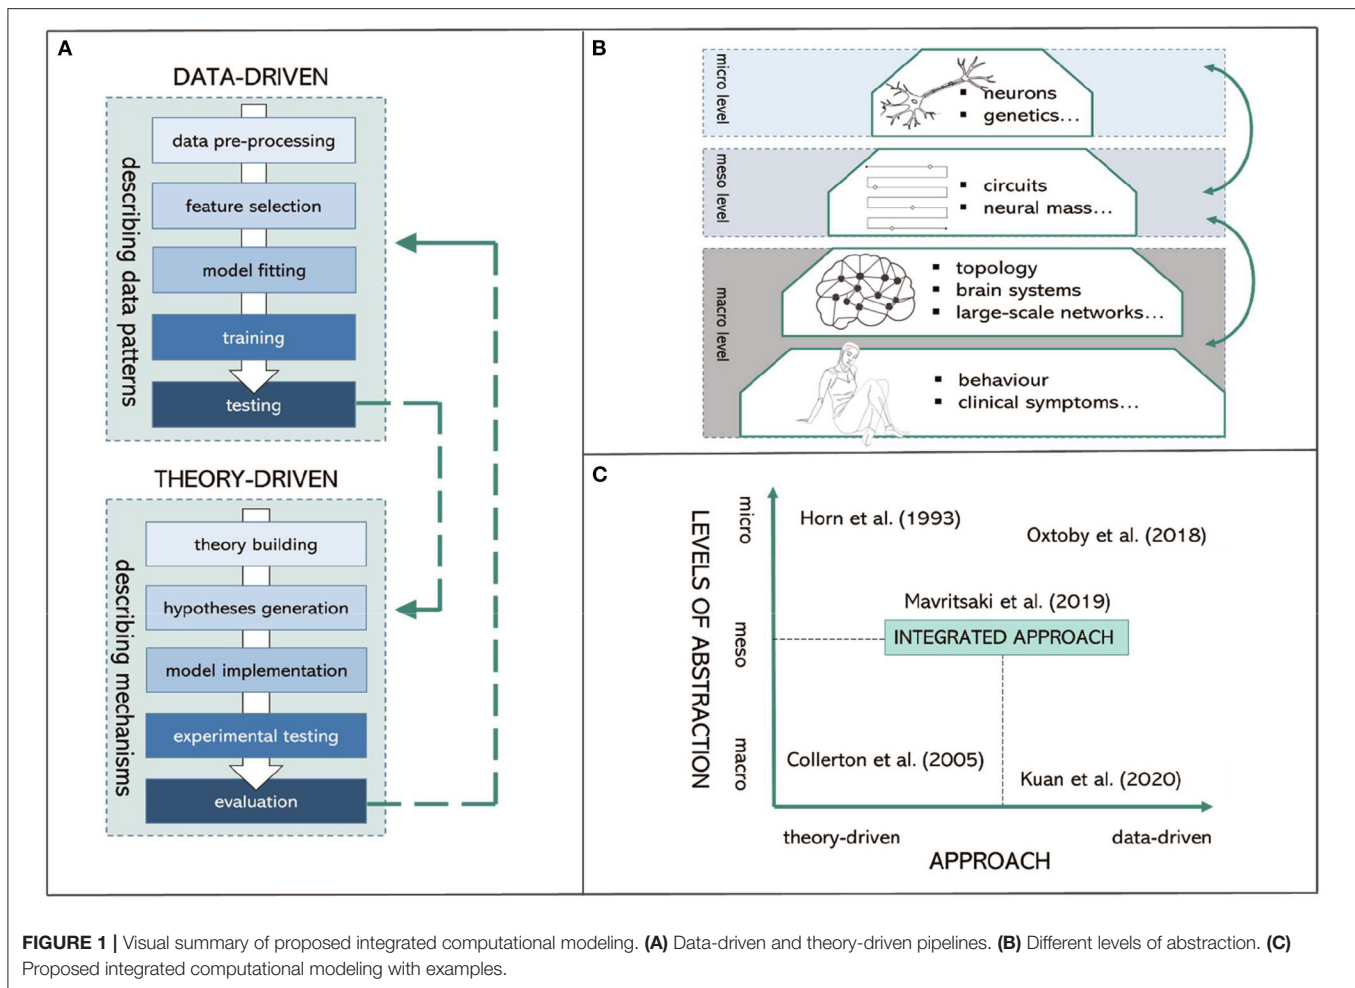 A
DATA-DRIVEN
describing data patterns
data pre-processing
feature selection
model fitting
training
testing
THEORY-DRIVEN
describing mechanisms
theory building
hypotheses generation
model implementation
experimental testing
evaluation
B
micro level
▪ neurons
▪ genetics...
meso level
▪ circuits
▪ neural mass...
macro level
▪ topology
▪ brain systems
▪ large-scale networks...
▪ behaviour
▪ clinical symptoms...
C
LEVELS OF ABSTRACTION
micro
meso
macro
Horn et al. (1993)
Oxtoby et al. (2018)
Mavritsaki et al. (2019)
INTEGRATED APPROACH
Collerton et al. (2005)
Kuan et al. (2020)
theory-driven
data-driven
APPROACH
FIGURE 1 | Visual summary of proposed integrated computational modeling. (A) Data-driven and theory-driven pipelines. (B) Different levels of abstraction. (C)
Proposed integrated computational modeling with examples.